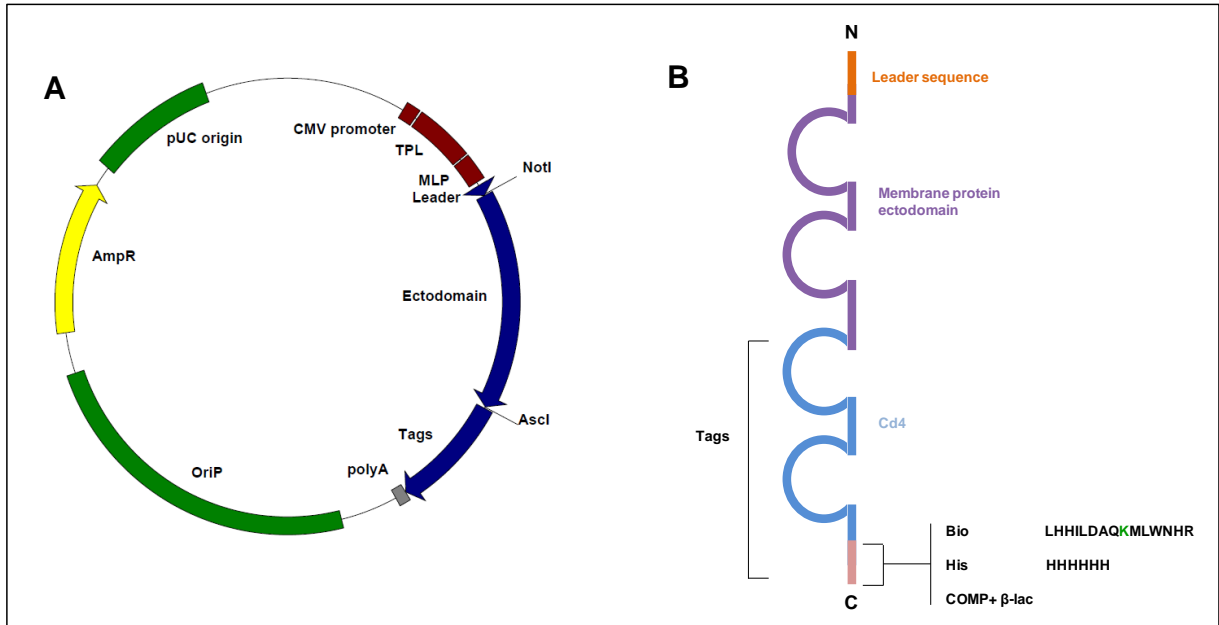 A
pUC origin
CMV promoter
TPL
MLP
Leader
NotI
AmpR
Ectodomain
AscI
Tags
polyA
OriP
B
N
Leader sequence
Membrane protein
ectodomain
Cd4
Tags
Bio LHHILDAQKMLWNHR
His HHHHHH
COMP+ β-lac
C